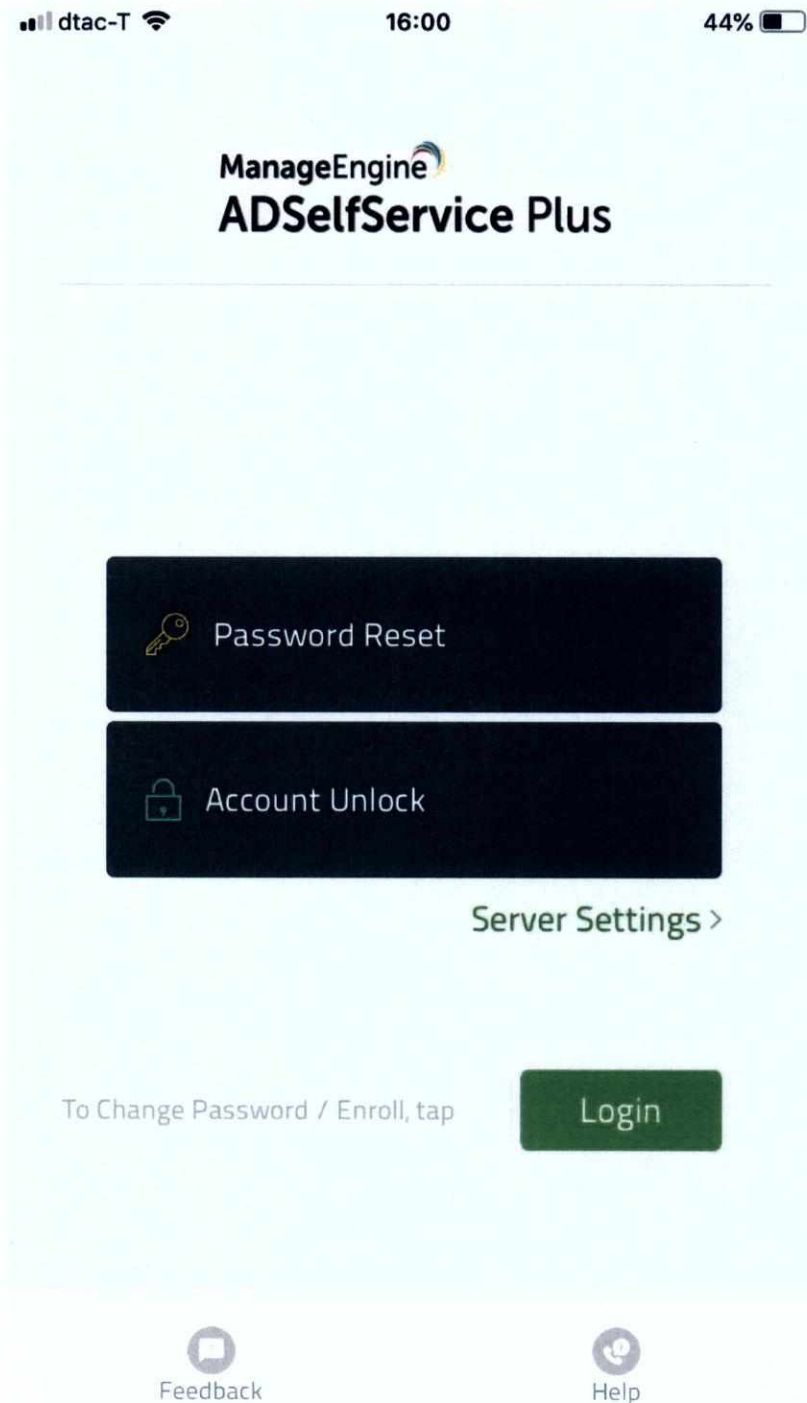 dtac-T 16:00 44%
ManageEngine
ADSelfService Plus
Password Reset
Account Unlock
Server Settings >
To Change Password / Enroll, tap Login
Feedback Help